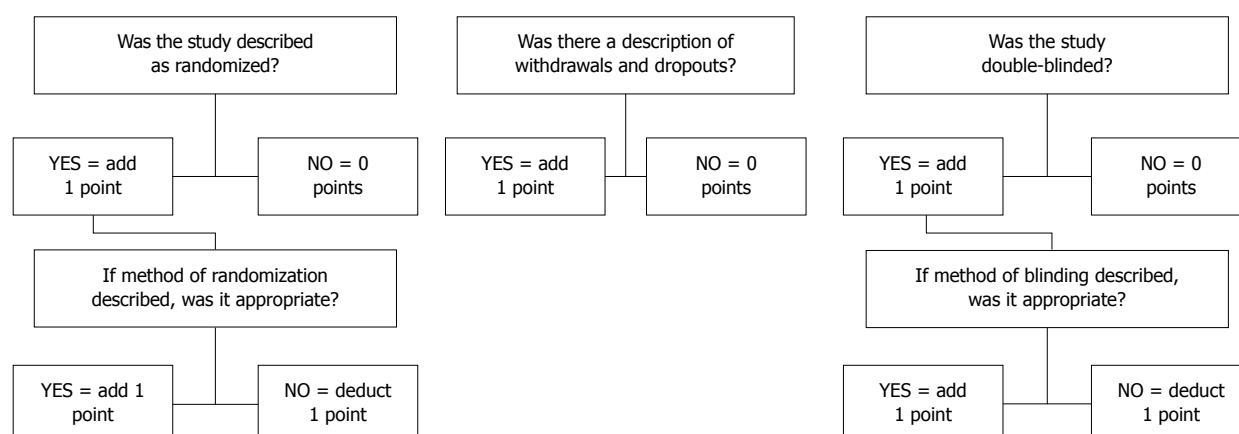 Was the study described
as randomized?
Was there a description of
withdrawals and dropouts?
Was the study
double-blinded?
YES = add
1 point
NO = 0
points
YES = add
1 point
NO = 0
points
YES = add
1 point
NO = 0
points
If method of randomization
described, was it appropriate?
If method of blinding described,
was it appropriate?
YES = add 1
point
NO = deduct
1 point
YES = add
1 point
NO = deduct
1 point